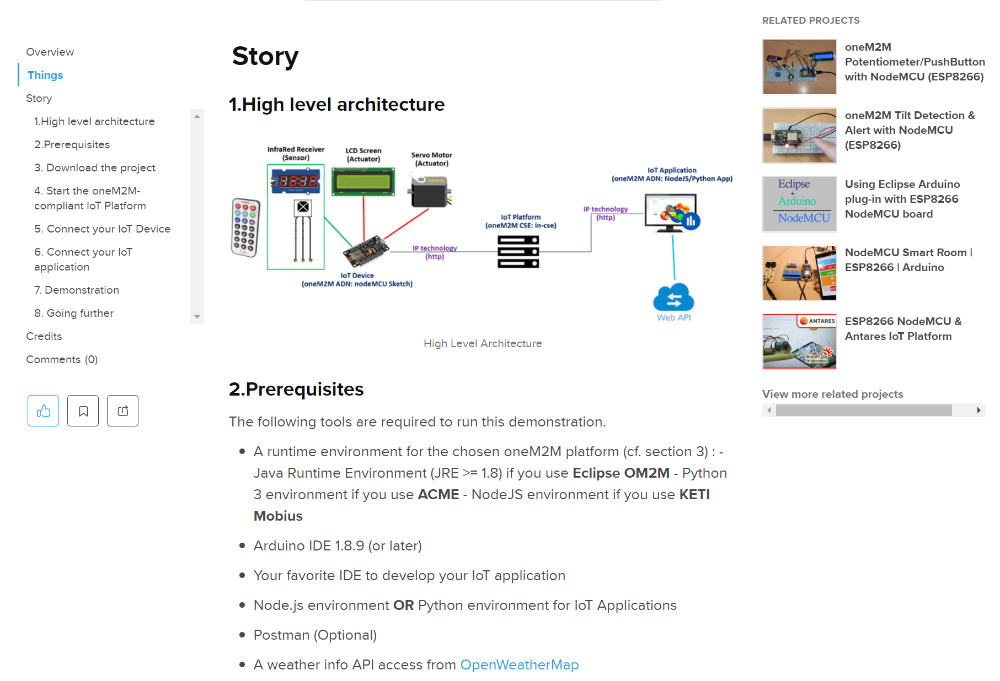 Overview
Things
Story
1.High level architecture
2.Prerequisites
3. Download the project
4. Start the oneM2M-
compliant IoT Platform
5. Connect your IoT Device
6. Connect your IoT
application
7. Demonstration
8. Going further
Credits
Comments (0)
Story
1.High level architecture
InfraRed Receiver
(Sensor)
LCD Screen
(Actuator)
Servo Motor
(Actuator)
SERVO
IoT Device
(oneM2M ADN: nodeMCU Sketch)
IP technology
(http)
IoT Platform
(oneM2M CSE: in-cse)
IP technology
(http)
IoT Application
(oneM2M ADN: NodeJS/Python App)
Web API
High Level Architecture
2.Prerequisites
The following tools are required to run this demonstration.
A runtime environment for the chosen oneM2M platform (cf. section 3) : -
Java Runtime Environment (JRE >= 1.8) if you use Eclipse OM2M - Python
3 environment if you use ACME - NodeJS environment if you use KETI
Mobius
Arduino IDE 1.8.9 (or later)
Your favorite IDE to develop your IoT application
Node.js environment OR Python environment for IoT Applications
Postman (Optional)
A weather info API access from OpenWeatherMap
RELATED PROJECTS
oneM2M
Potentiometer/PushButton
with NodeMCU (ESP8266)
oneM2M Tilt Detection &
Alert with NodeMCU
(ESP8266)
Eclipse
+
Arduino
NodeMCU
Using Eclipse Arduino
plug-in with ESP8266
NodeMCU board
NodeMCU Smart Room |
ESP8266 | Arduino
ANTARES
Telkom
Indonesia
ESP8266 NodeMCU &
Antares IoT Platform
View more related projects